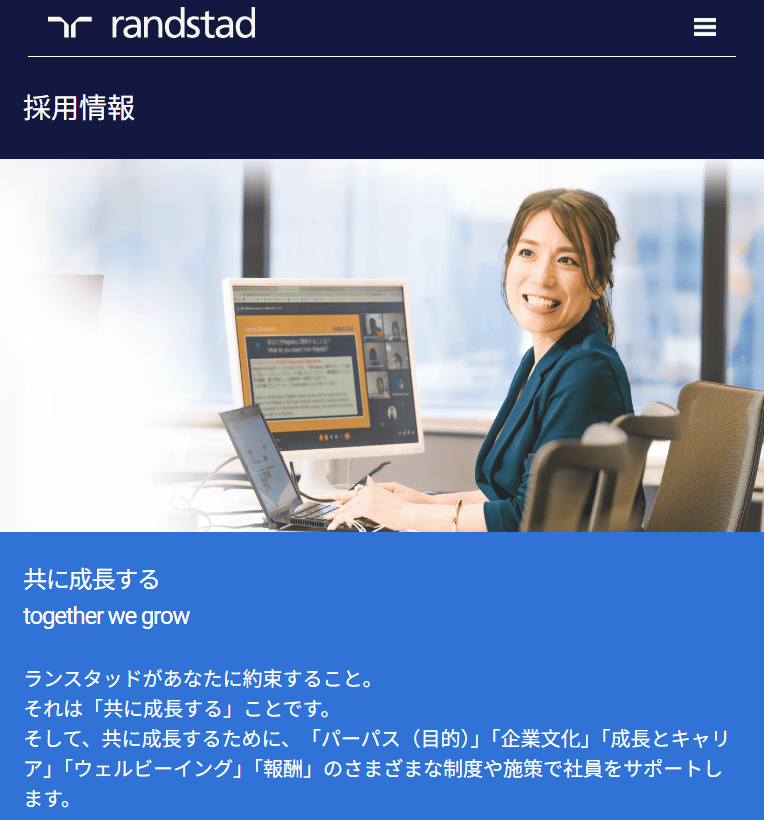 randstad
採用情報
共に成長する
together we grow
ランスタッドがあなたに約束すること。
それは「共に成長する」ことです。
そして、共に成長するために、「パーパス（目的）」「企業文化」「成長とキャリ
ア」「ウェルビーイング」「報酬」のさまざまな制度や施策で社員をサポートし
ます。